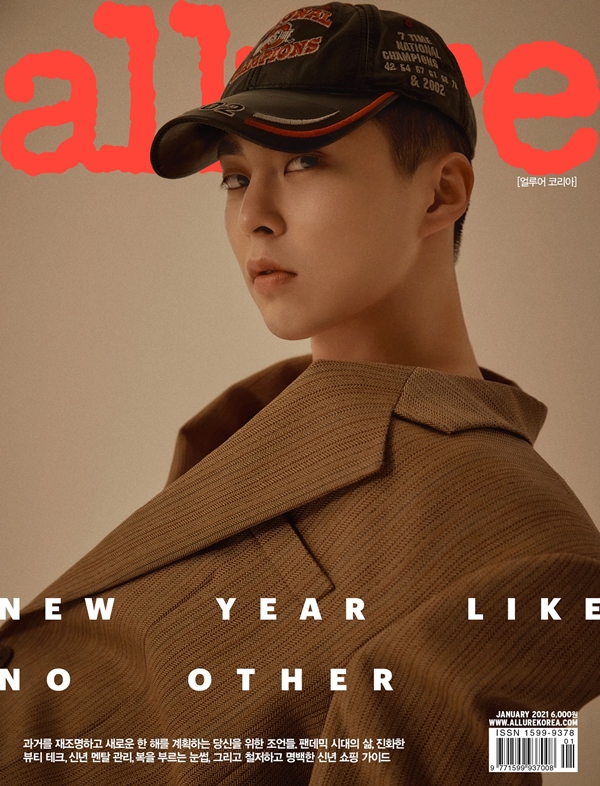 allure
[얼루어 코리아]
CHAMPIONS
7 TIME
NATIONAL
CHAMPIONS
& 2002
NEW YEAR LIKE
NO OTHER
과거를 재조명하고 새로운 한 해를 계획하는 당신을 위한 조언들. 팬데믹 시대의 삶, 진화한
뷰티 테크, 신년 멘탈 관리, 복을 부르는 눈썹, 그리고 철저하고 명백한 신년 쇼핑 가이드
JANUARY 2021 6,000원
WWW.ALLUREKOREA.COM
ISSN 1599-9378
01
9 771599 937008